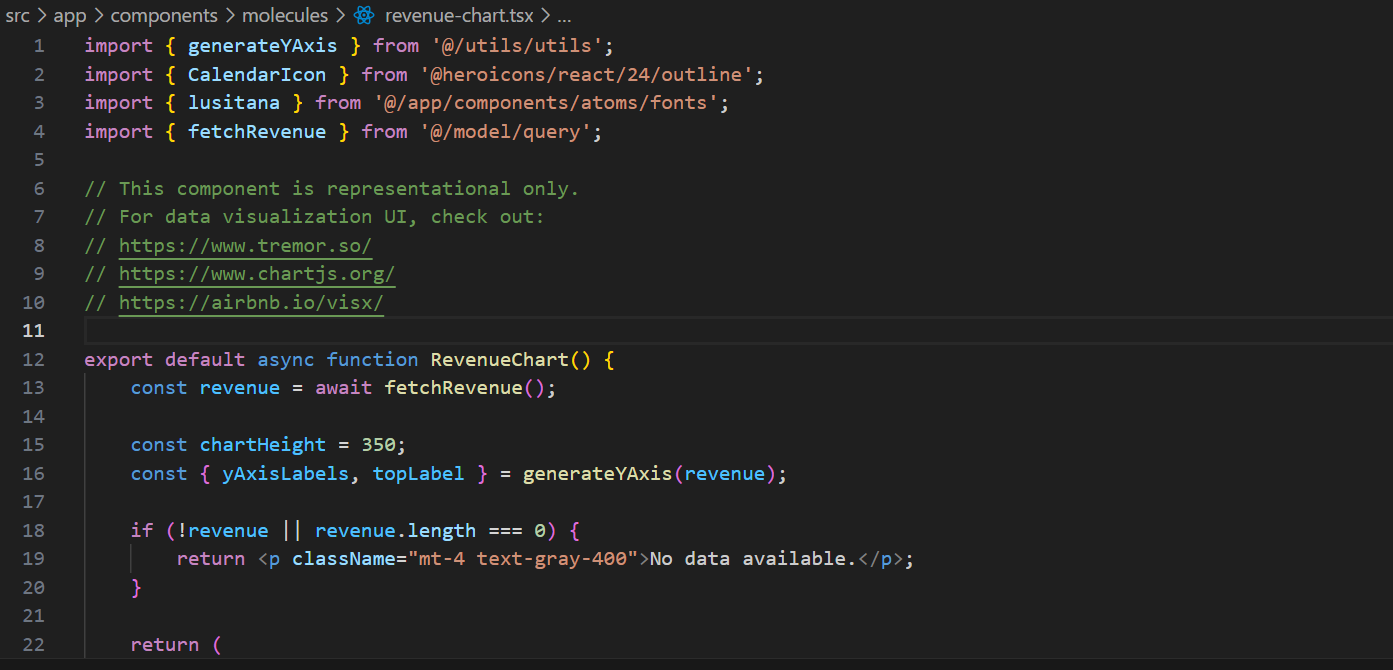 src > app > components > molecules > revenue-chart.tsx > ...
1 import { generateYAxis } from '@/utils/utils';
2 import { CalendarIcon } from '@heroicons/react/24/outline';
3 import { lusitana } from '@/app/components/atoms/fonts';
4 import { fetchRevenue } from '@/model/query';
5
6 // This component is representational only.
7 // For data visualization UI, check out:
8 // https://www.tremor.so/
9 // https://www.chartjs.org/
10 // https://airbnb.io/visx/
11
12 export default async function RevenueChart() {
13     const revenue = await fetchRevenue();
14
15     const chartHeight = 350;
16     const { yAxisLabels, topLabel } = generateYAxis(revenue);
17
18     if (!revenue || revenue.length === 0) {
19         return <p className="mt-4 text-gray-400">No data available.</p>;
20     }
21
22     return (